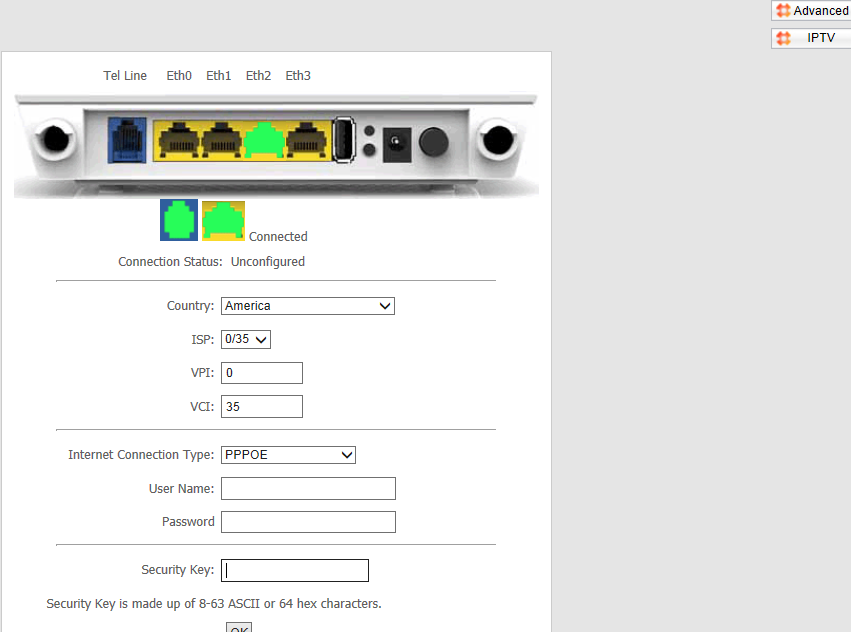 Advanced
IPTV
Tel Line Eth0 Eth1 Eth2 Eth3
Connected
Connection Status: Unconfigured
Country: America
ISP: 0/35
VPI: 0
VCI: 35
Internet Connection Type: PPPOE
User Name:
Password
Security Key:
Security Key is made up of 8-63 ASCII or 64 hex characters.
OK